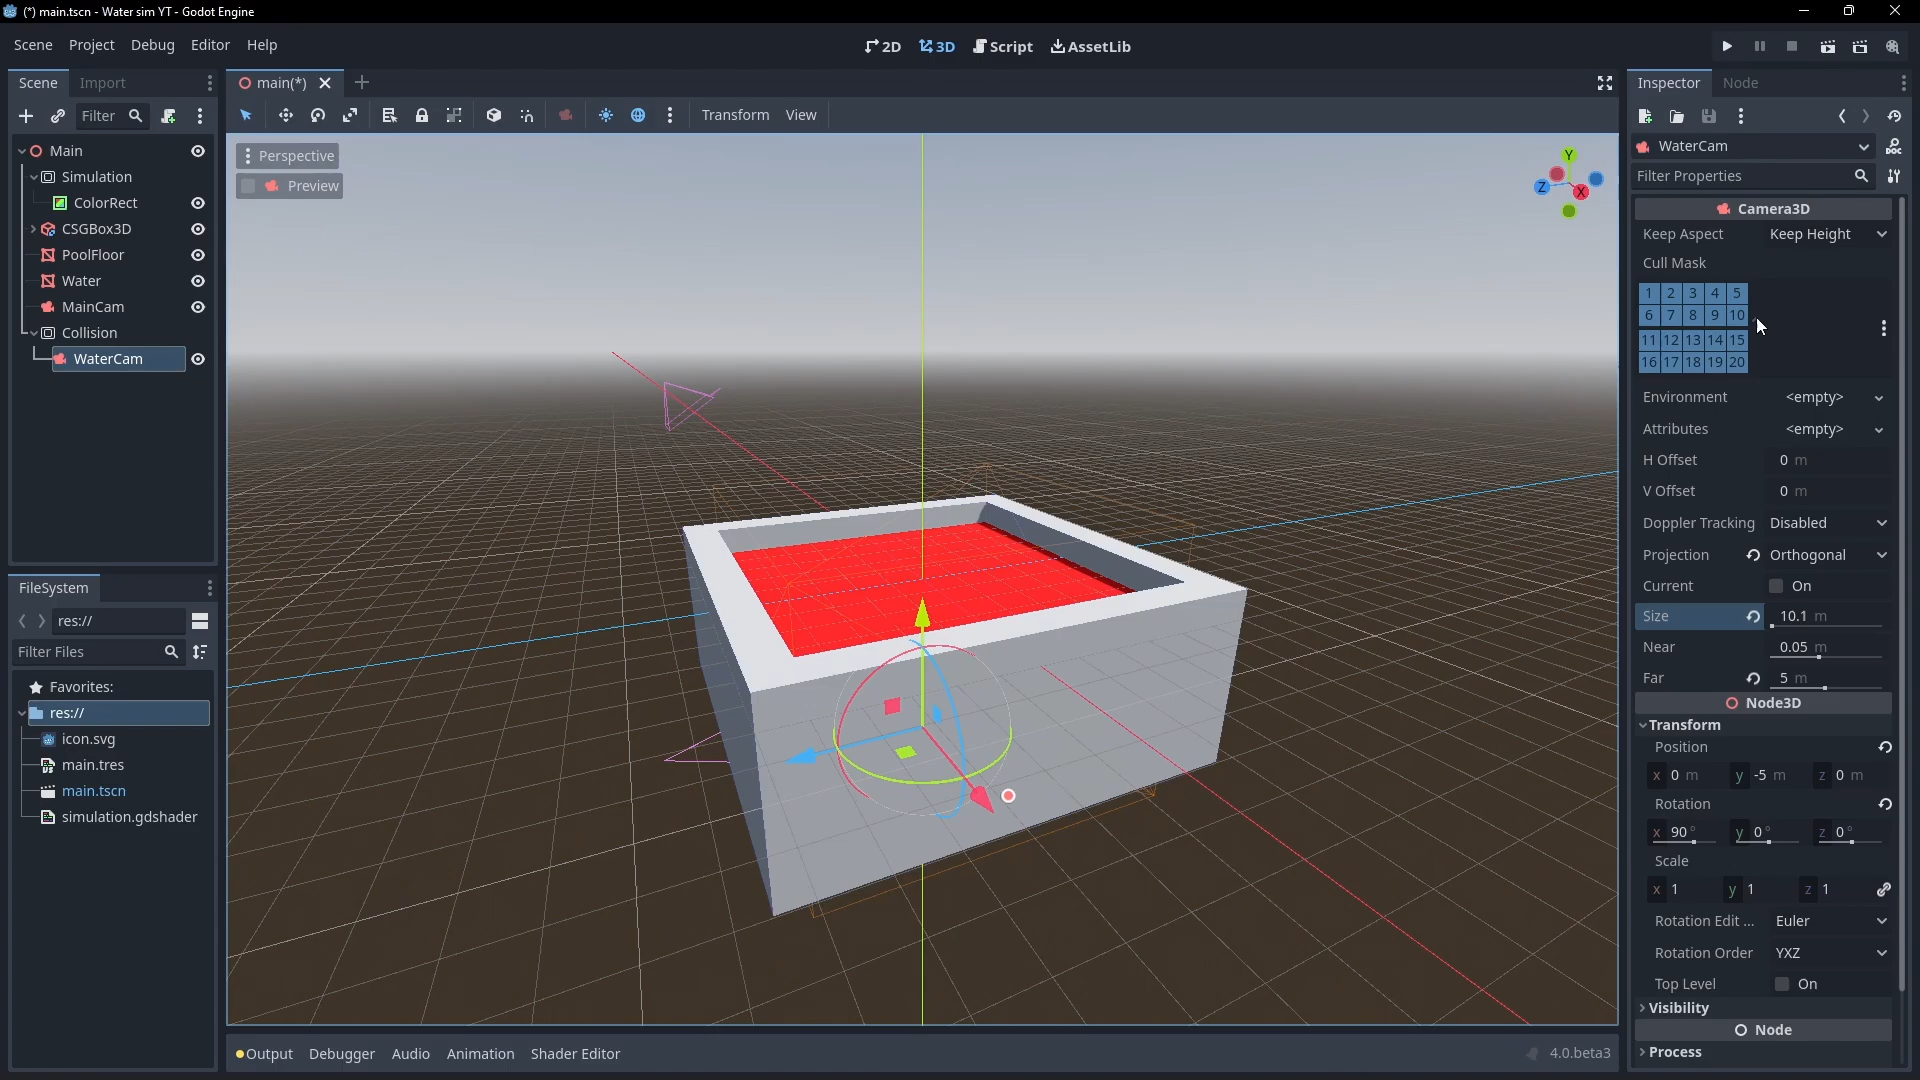 (*) main.tscn - Water sim YT - Godot Engine
Scene Project Debug Editor Help
2D 3D Script AssetLib
Scene Import
Filter
Main
Simulation
ColorRect
CSGBox3D
PoolFloor
Water
MainCam
Collision
WaterCam
FileSystem
res://
Filter Files
Favorites:
res://
icon.svg
main.tres
main.tscn
simulation.gdshader
main(*)
Transform View
Perspective
Preview
Y
Z
X
Output Debugger Audio Animation Shader Editor
4.0.beta3
Inspector Node
WaterCam
DOC
Filter Properties
Camera3D
Keep Aspect Keep Height
Cull Mask
1 2 3 4 5
6 7 8 9 10
11 12 13 14 15
16 17 18 19 20
Environment <empty>
Attributes <empty>
H Offset 0 m
V Offset 0 m
Doppler Tracking Disabled
Projection Orthogonal
Current On
Size 10.1 m
Near 0.05 m
Far 5 m
Node3D
Transform
Position
x 0 m y -5 m z 0 m
Rotation
x 90 ° y 0 ° z 0 °
Scale
x 1 y 1 z 1
Rotation Edit ... Euler
Rotation Order YXZ
Top Level On
Visibility
Node
Process